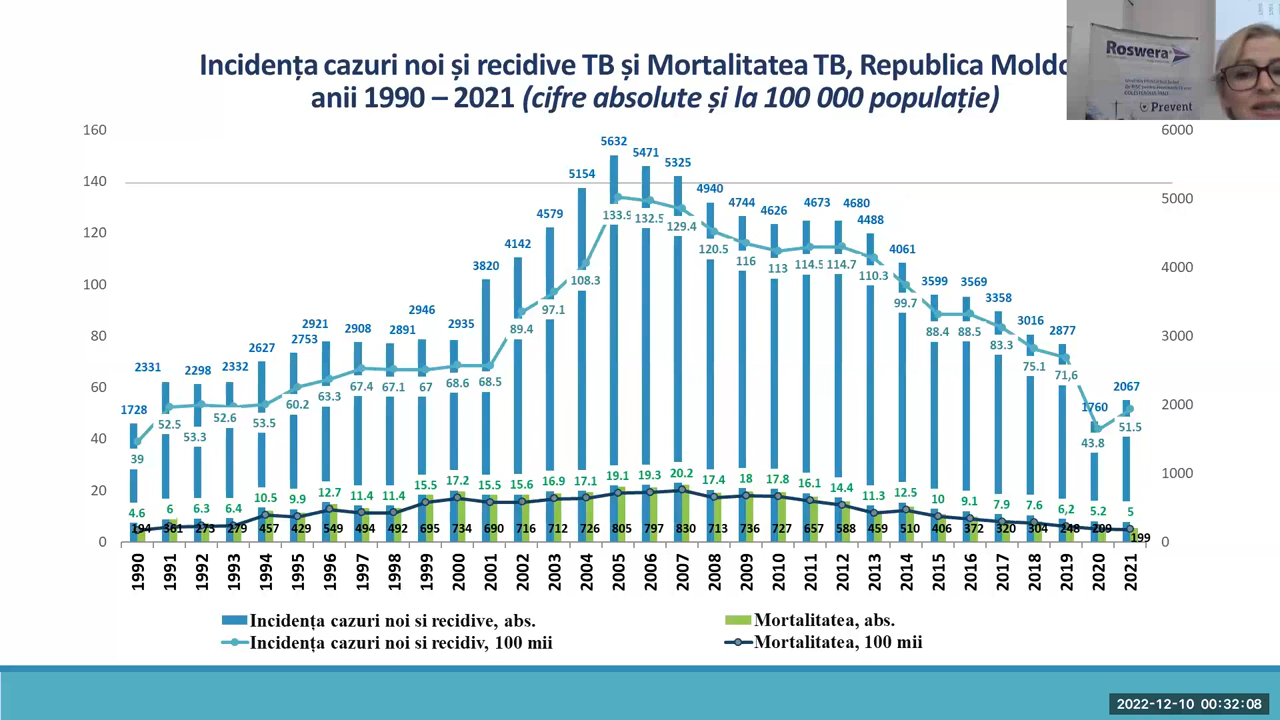 Incidența cazuri noi și recidive TB și Mortalitatea TB, Republica Moldo
anii 1990 – 2021 (cifre absolute și la 100 000 populație)
Roswera
Prevent
160
140
120
100
80
60
40
20
0
6000
5000
4000
3000
2000
1000
0
1728 2331 2298 2332 2627 2753 2921 2908 2891 2946 2935 3820 4142 4579 5154 5632 5471 5325 4940 4744 4626 4673 4680 4488 4061 3599 3569 3358 3016 2877 1760 2067
39 52.5 53.3 52.6 53.5 60.2 63.3 67.4 67.1 67 68.6 68.5 89.4 97.1 108.3 133.9 132.5 129.4 120.5 116 113 114.5 114.7 110.3 99.7 88.4 88.5 83.3 75.1 71,6 43.8 51.5
4.6 6 6.3 6.4 10.5 9.9 12.7 11.4 11.4 15.5 17.2 15.5 15.6 16.9 17.1 19.1 19.3 20.2 17.4 18 17.8 16.1 14.4 11.3 12.5 10 9.1 7.9 7.6 6,2 5.2 5
194 361 273 279 457 429 549 494 492 695 734 690 716 712 726 805 797 830 713 736 727 657 588 459 510 406 372 320 304 248 209 199
1990 1991 1992 1993 1994 1995 1996 1997 1998 1999 2000 2001 2002 2003 2004 2005 2006 2007 2008 2009 2010 2011 2012 2013 2014 2015 2016 2017 2018 2019 2020 2021
Incidența cazuri noi si recidive, abs.
Mortalitatea, abs.
Incidența cazuri noi si recidiv, 100 mii
Mortalitatea, 100 mii
2022-12-10 00:32:08